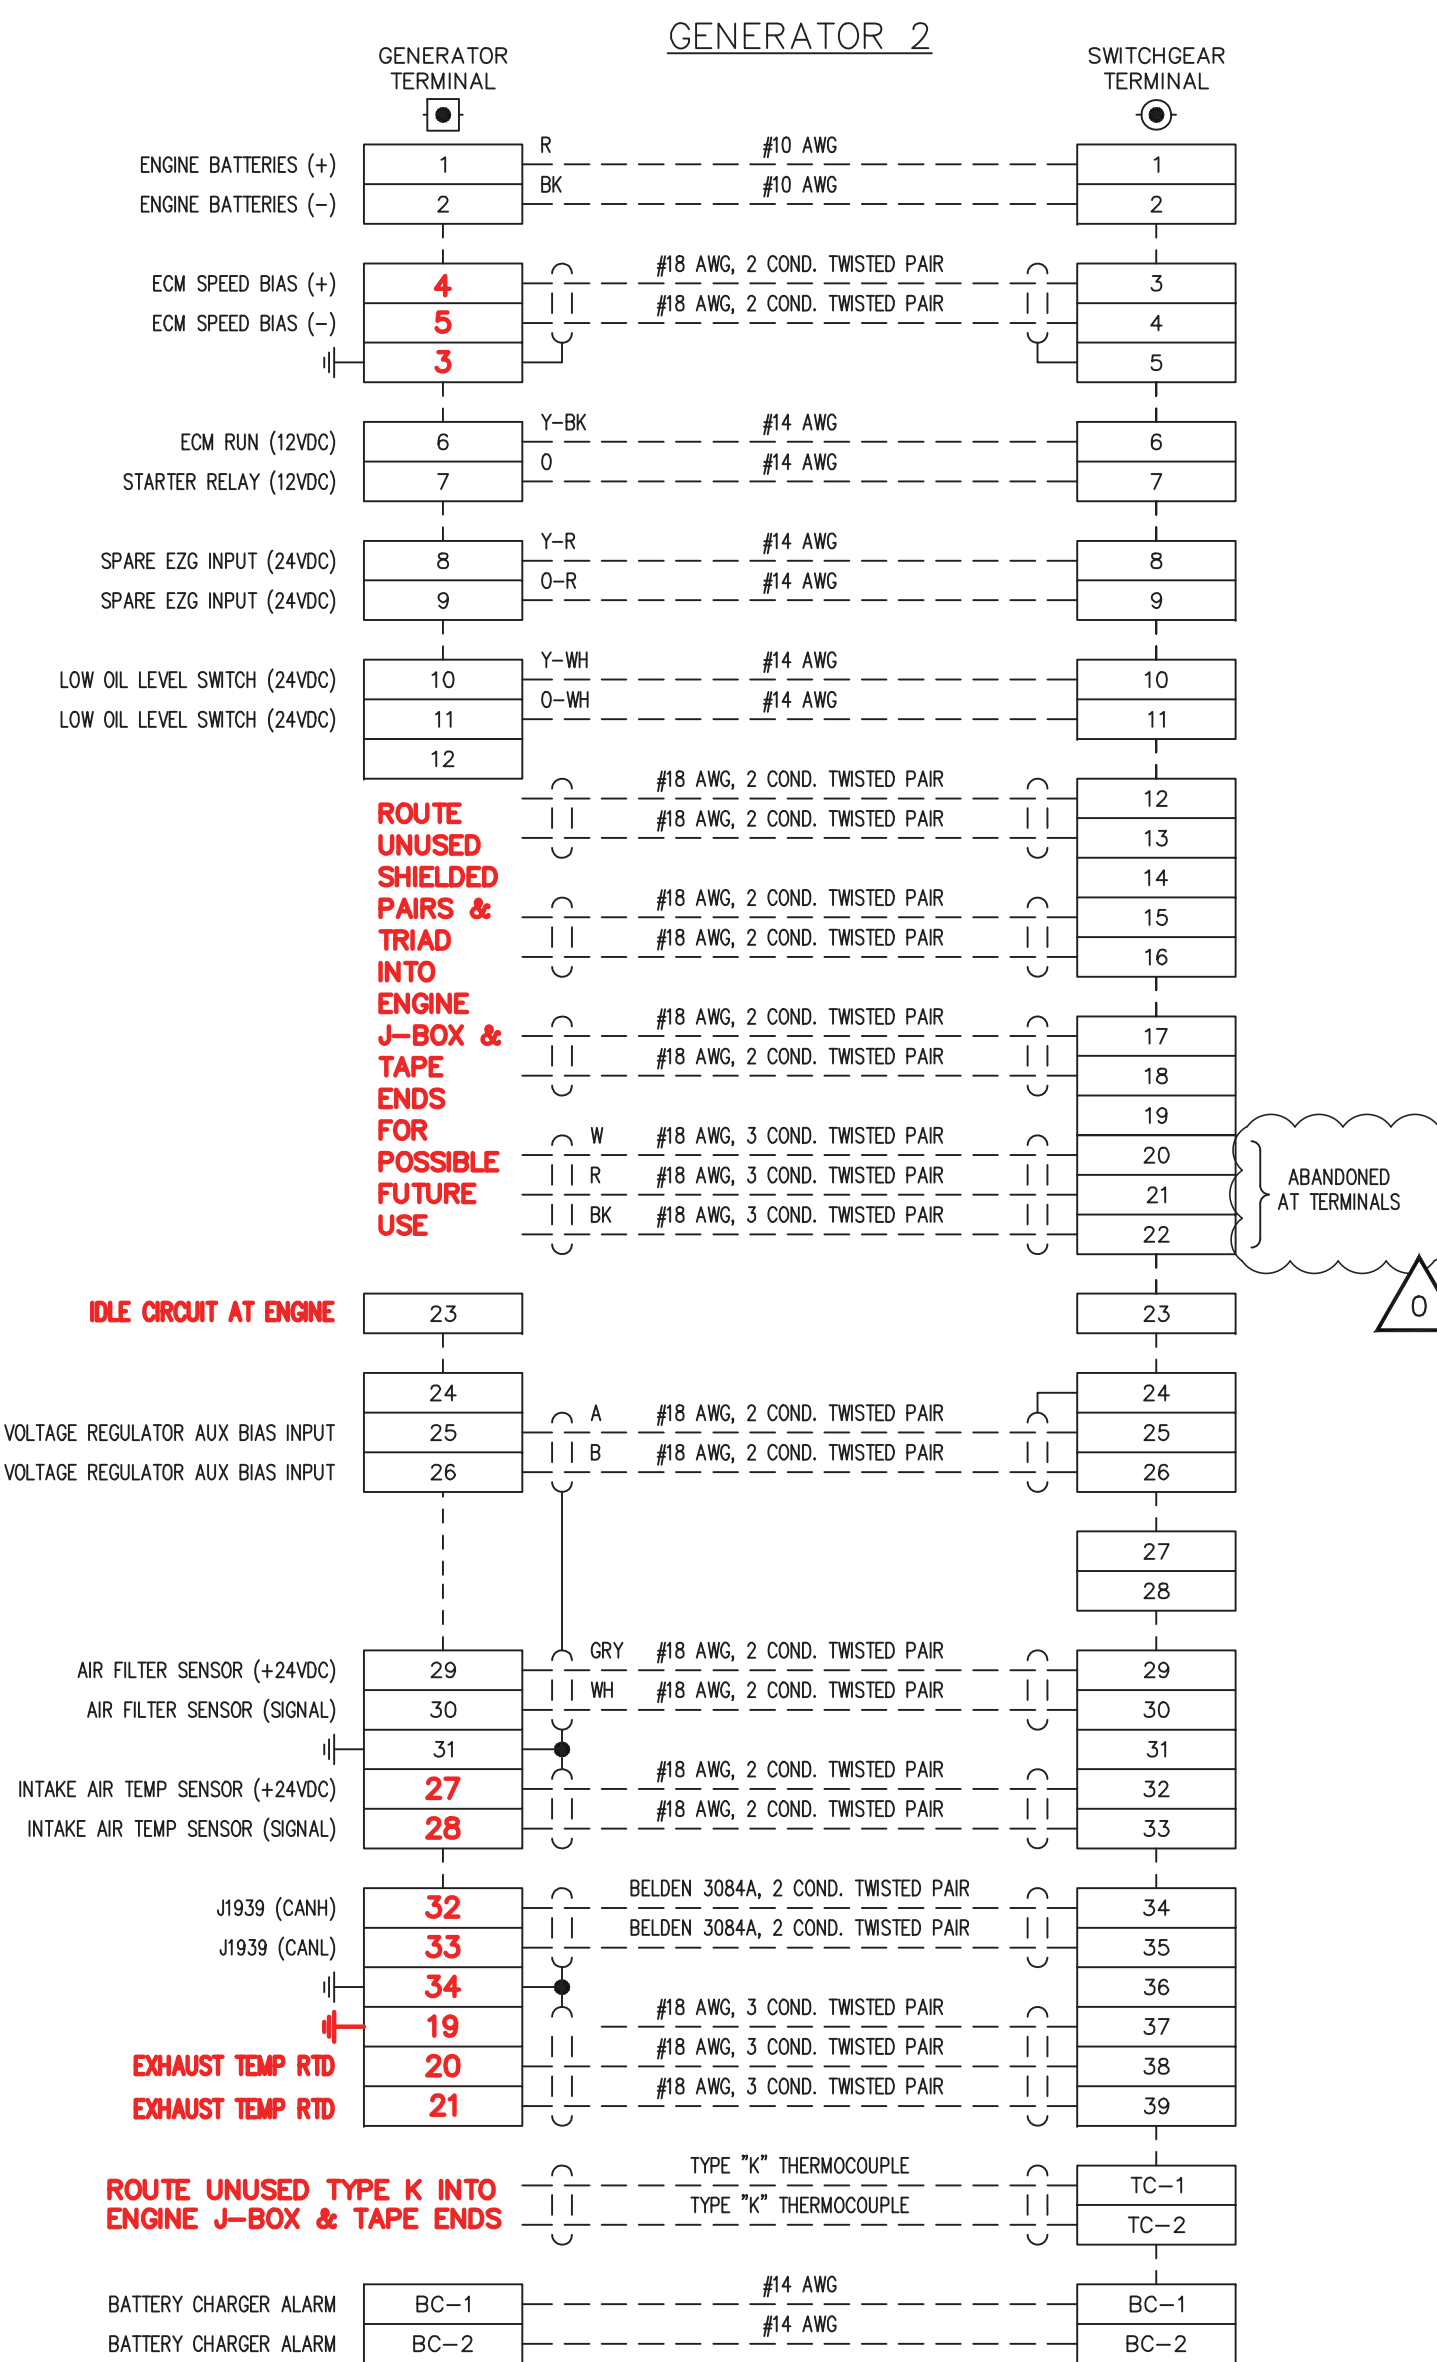 GENERATOR 2
GENERATOR
TERMINAL
SWITCHGEAR
TERMINAL
ENGINE BATTERIES (+) 1 R #10 AWG 1
ENGINE BATTERIES (−) 2 BK #10 AWG 2
ECM SPEED BIAS (+) 4 #18 AWG, 2 COND. TWISTED PAIR 3
ECM SPEED BIAS (−) 5 #18 AWG, 2 COND. TWISTED PAIR 4
3 5
ECM RUN (12VDC) 6 Y−BK #14 AWG 6
STARTER RELAY (12VDC) 7 O #14 AWG 7
SPARE EZG INPUT (24VDC) 8 Y−R #14 AWG 8
SPARE EZG INPUT (24VDC) 9 O−R #14 AWG 9
LOW OIL LEVEL SWITCH (24VDC) 10 Y−WH #14 AWG 10
LOW OIL LEVEL SWITCH (24VDC) 11 O−WH #14 AWG 11
12
ROUTE
UNUSED
SHIELDED
PAIRS &
TRIAD
INTO
ENGINE
J−BOX &
TAPE
ENDS
FOR
POSSIBLE
FUTURE
USE
#18 AWG, 2 COND. TWISTED PAIR 12
#18 AWG, 2 COND. TWISTED PAIR 13
14
#18 AWG, 2 COND. TWISTED PAIR 15
#18 AWG, 2 COND. TWISTED PAIR 16
#18 AWG, 2 COND. TWISTED PAIR 17
#18 AWG, 2 COND. TWISTED PAIR 18
19
W #18 AWG, 3 COND. TWISTED PAIR 20
R #18 AWG, 3 COND. TWISTED PAIR 21
BK #18 AWG, 3 COND. TWISTED PAIR 22
ABANDONED
AT TERMINALS
0
IDLE CIRCUIT AT ENGINE 23 23
24 24
VOLTAGE REGULATOR AUX BIAS INPUT 25 A #18 AWG, 2 COND. TWISTED PAIR 25
VOLTAGE REGULATOR AUX BIAS INPUT 26 B #18 AWG, 2 COND. TWISTED PAIR 26
27
28
AIR FILTER SENSOR (+24VDC) 29 GRY #18 AWG, 2 COND. TWISTED PAIR 29
AIR FILTER SENSOR (SIGNAL) 30 WH #18 AWG, 2 COND. TWISTED PAIR 30
31 31
INTAKE AIR TEMP SENSOR (+24VDC) 27 #18 AWG, 2 COND. TWISTED PAIR 32
INTAKE AIR TEMP SENSOR (SIGNAL) 28 #18 AWG, 2 COND. TWISTED PAIR 33
J1939 (CANH) 32 BELDEN 3084A, 2 COND. TWISTED PAIR 34
J1939 (CANL) 33 BELDEN 3084A, 2 COND. TWISTED PAIR 35
34 36
19 #18 AWG, 3 COND. TWISTED PAIR 37
EXHAUST TEMP RTD 20 #18 AWG, 3 COND. TWISTED PAIR 38
EXHAUST TEMP RTD 21 #18 AWG, 3 COND. TWISTED PAIR 39
ROUTE UNUSED TYPE K INTO
ENGINE J−BOX & TAPE ENDS
TYPE "K" THERMOCOUPLE TC−1
TYPE "K" THERMOCOUPLE TC−2
BATTERY CHARGER ALARM BC−1 #14 AWG BC−1
BATTERY CHARGER ALARM BC−2 #14 AWG BC−2